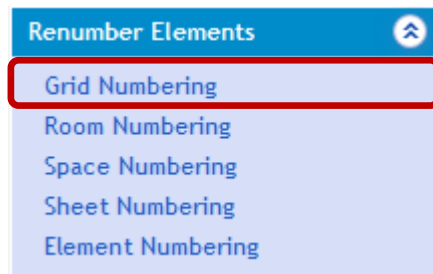 Renumber Elements
Grid Numbering
Room Numbering
Space Numbering
Sheet Numbering
Element Numbering